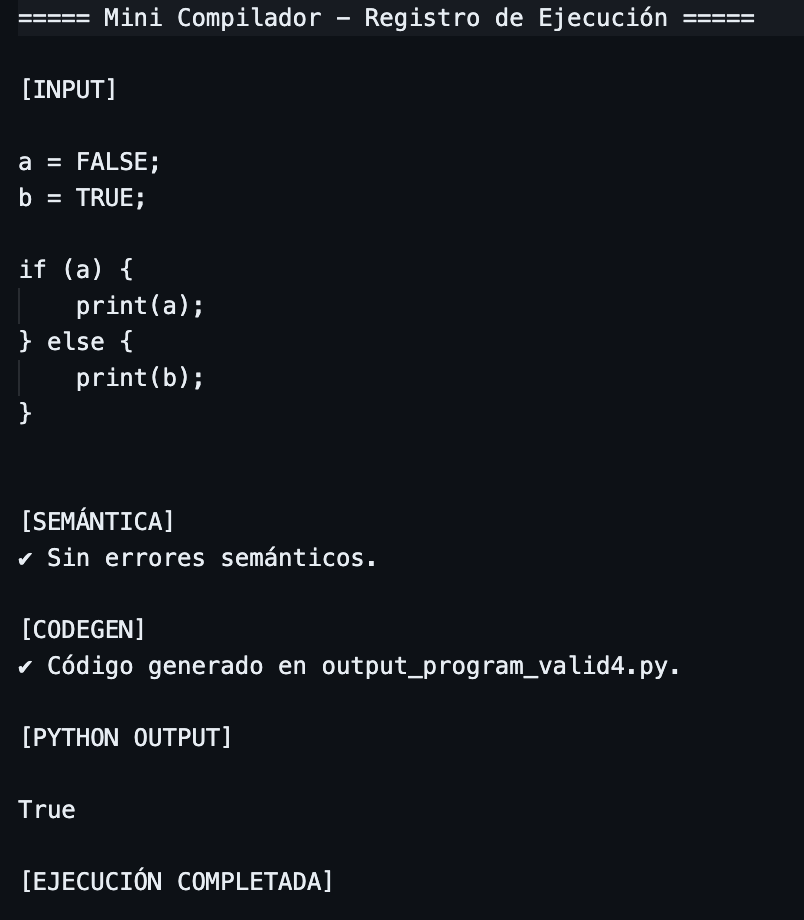 ===== Mini Compilador – Registro de Ejecución =====
[INPUT]
a = FALSE;
b = TRUE;
if (a) {
    print(a);
} else {
    print(b);
}
[SEMÁNTICA]
✔ Sin errores semánticos.
[CODEGEN]
✔ Código generado en output_program_valid4.py.
[PYTHON OUTPUT]
True
[EJECUCIÓN COMPLETADA]